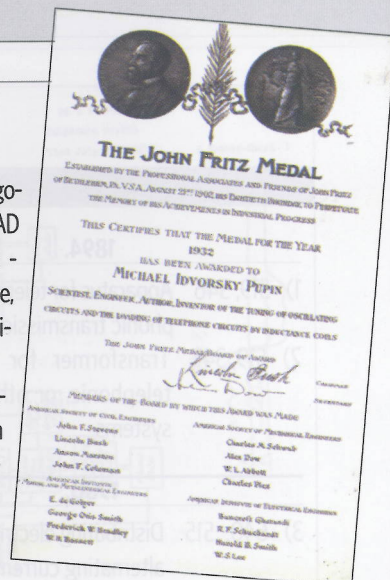 THE JOHN FRITZ MEDAL
ESTABLISHED BY THE PROFESSIONAL ASSOCIATES AND FRIENDS OF JOHN FRITZ
OF BETHLEHEM, PA. U.S.A. AUGUST 21ST 1902, HIS EIGHTIETH BIRTHDAY, TO PERPETUATE
THE MEMORY OF HIS ACHIEVEMENTS IN INDUSTRIAL PROGRESS
THIS CERTIFIES THAT THE MEDAL FOR THE YEAR
1932
HAS BEEN AWARDED TO
MICHAEL IDVORSKY PUPIN
SCIENTIST, ENGINEER, AUTHOR, INVENTOR OF THE TUNING OF OSCILLATING
CIRCUITS AND THE LOADING OF TELEPHONE CIRCUITS BY INDUCTANCE COILS
THE JOHN FRITZ MEDAL BOARD OF AWARD
Lincoln Bush CHAIRMAN
Dow SECRETARY
MEMBERS OF THE BOARD BY WHICH THIS AWARD WAS MADE
AMERICAN SOCIETY OF CIVIL ENGINEERS
John F. Stevens
Lincoln Bush
Anson Marston
John F. Coleman
AMERICAN INSTITUTE
OF MINING AND METALLURGICAL ENGINEERS
E. de Golyer
George Otis Smith
Frederick W. Bradley
AMERICAN SOCIETY OF MECHANICAL ENGINEERS
Charles M. Schwab
Alex Dow
W. L. Abbott
Charles Piez
AMERICAN INSTITUTE OF ELECTRICAL ENGINEERS
Bancroft Gherardi
R. F. Schuchardt
Harold B. Smith
W. S. Lee
go-
AD
-
e,
i-
-
n
1894.